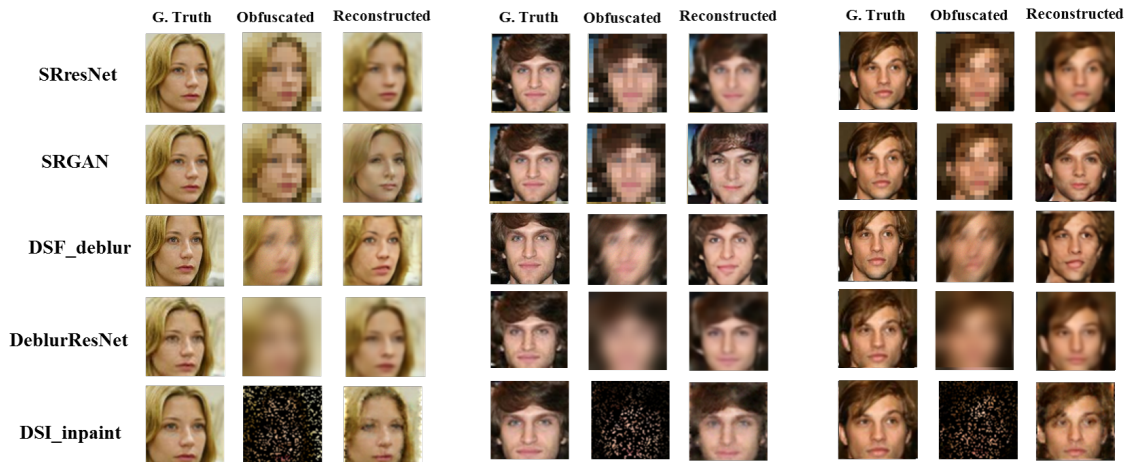 G. Truth Obfuscated Reconstructed G. Truth Obfuscated Reconstructed G. Truth Obfuscated Reconstructed
SRresNet
SRGAN
DSF_deblur
DeblurResNet
DSI_inpaint